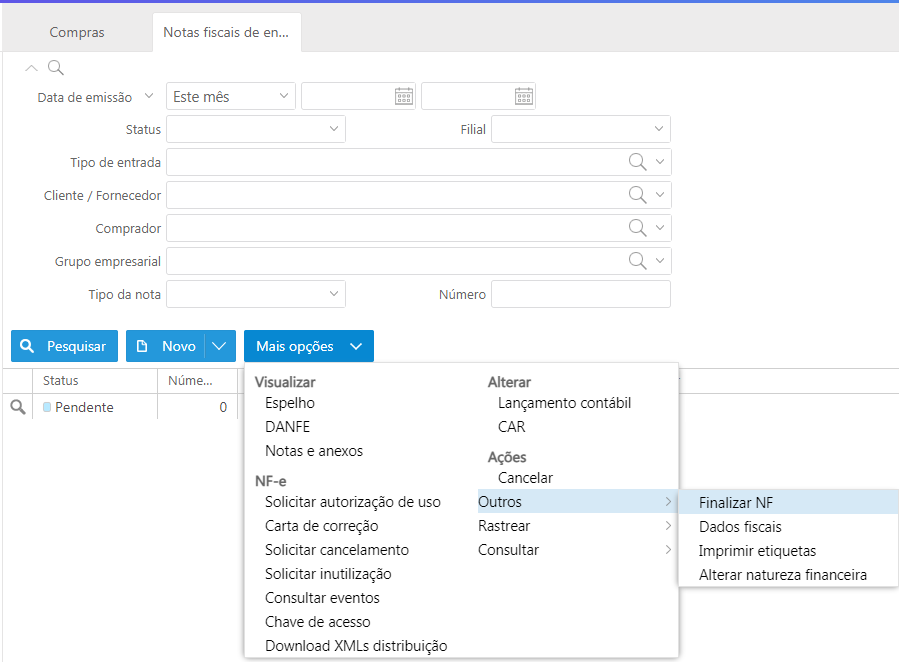 Compras
Notas fiscais de en...
Data de emissão
Este mês
Status
Filial
Tipo de entrada
Cliente / Fornecedor
Comprador
Grupo empresarial
Tipo da nota
Número
Pesquisar
Novo
Mais opções
Status
Núme...
Pendente
0
Visualizar
Espelho
DANFE
Notas e anexos
NF-e
Solicitar autorização de uso
Carta de correção
Solicitar cancelamento
Solicitar inutilização
Consultar eventos
Chave de acesso
Download XMLs distribuição
Alterar
Lançamento contábil
CAR
Ações
Cancelar
Outros
Rastrear
Consultar
Finalizar NF
Dados fiscais
Imprimir etiquetas
Alterar natureza financeira